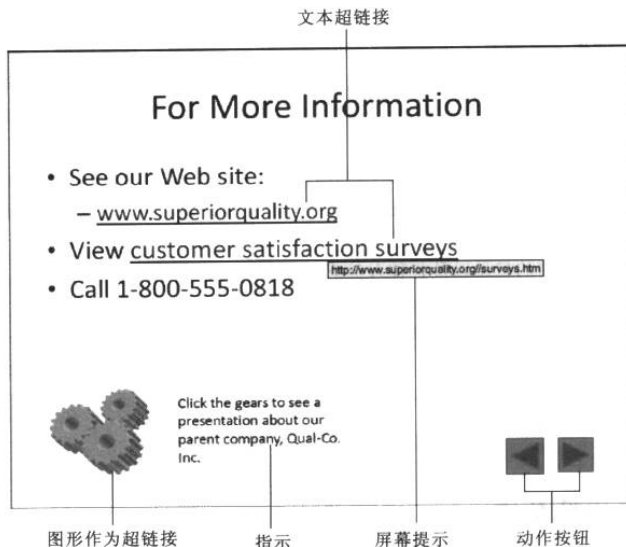 文本超链接
For More Information
• See our Web site:
– www.superiorquality.org
• View customer satisfaction surveys
http://www.superiorquality.org//surveys.htm
• Call 1-800-555-0818
Click the gears to see a
presentation about our
parent company, Qual-Co.
Inc.
图形作为超链接 指示 屏幕提示 动作按钮